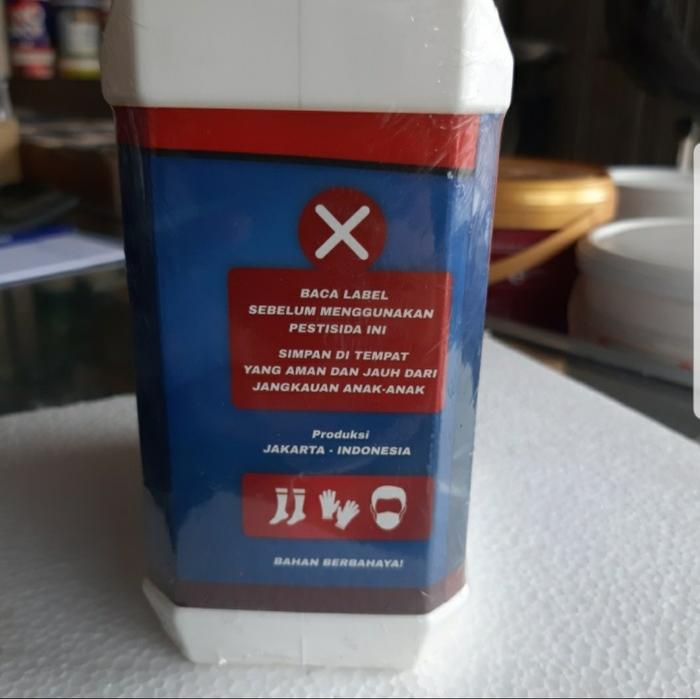 BACA LABEL
SEBELUM MENGGUNAKAN
PESTISIDA INI
SIMPAN DI TEMPAT
YANG AMAN DAN JAUH DARI
JANGKAUAN ANAK-ANAK
Produksi
JAKARTA - INDONESIA
BAHAN BERBAHAYA!